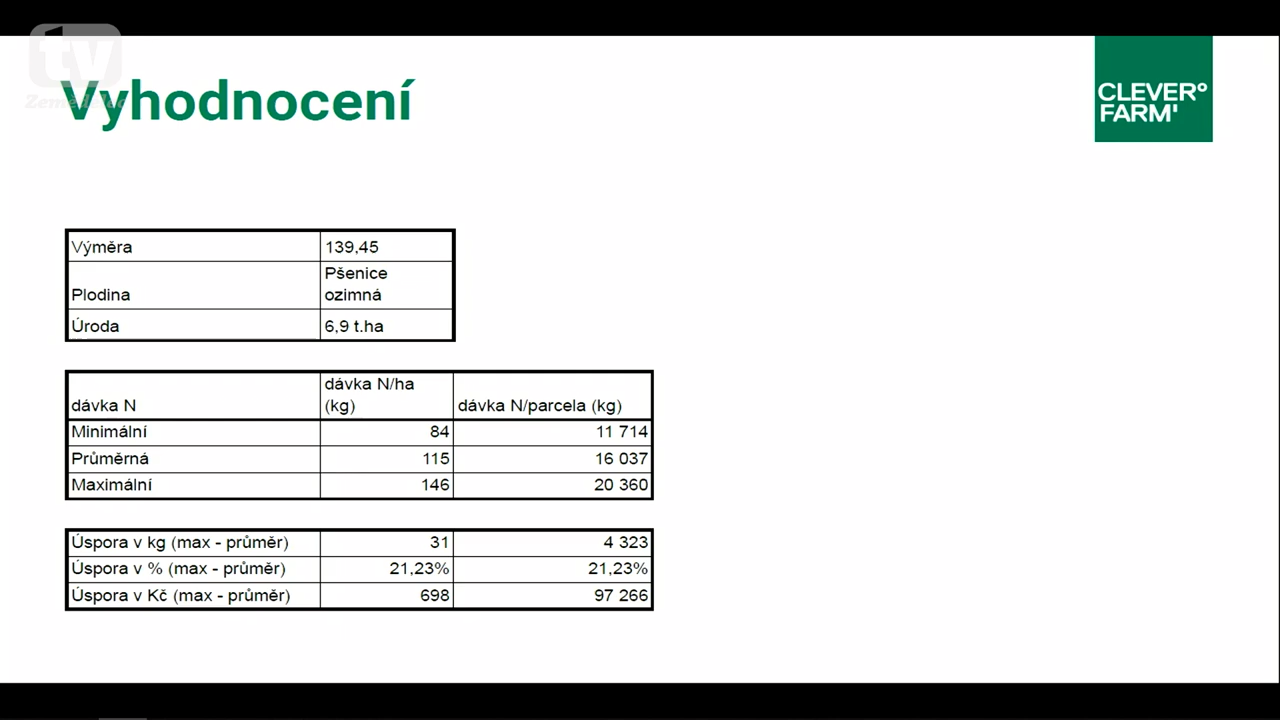 tv
Vyhodnocení
CLEVER°
FARM'
Výměra 139,45
Plodina Pšenice
ozimná
Úroda 6,9 t.ha
dávka N dávka N/ha
(kg) dávka N/parcela (kg)
Minimální 84 11 714
Průměrná 115 16 037
Maximální 146 20 360
Úspora v kg (max - průměr) 31 4 323
Úspora v % (max - průměr) 21,23% 21,23%
Úspora v Kč (max - průměr) 698 97 266